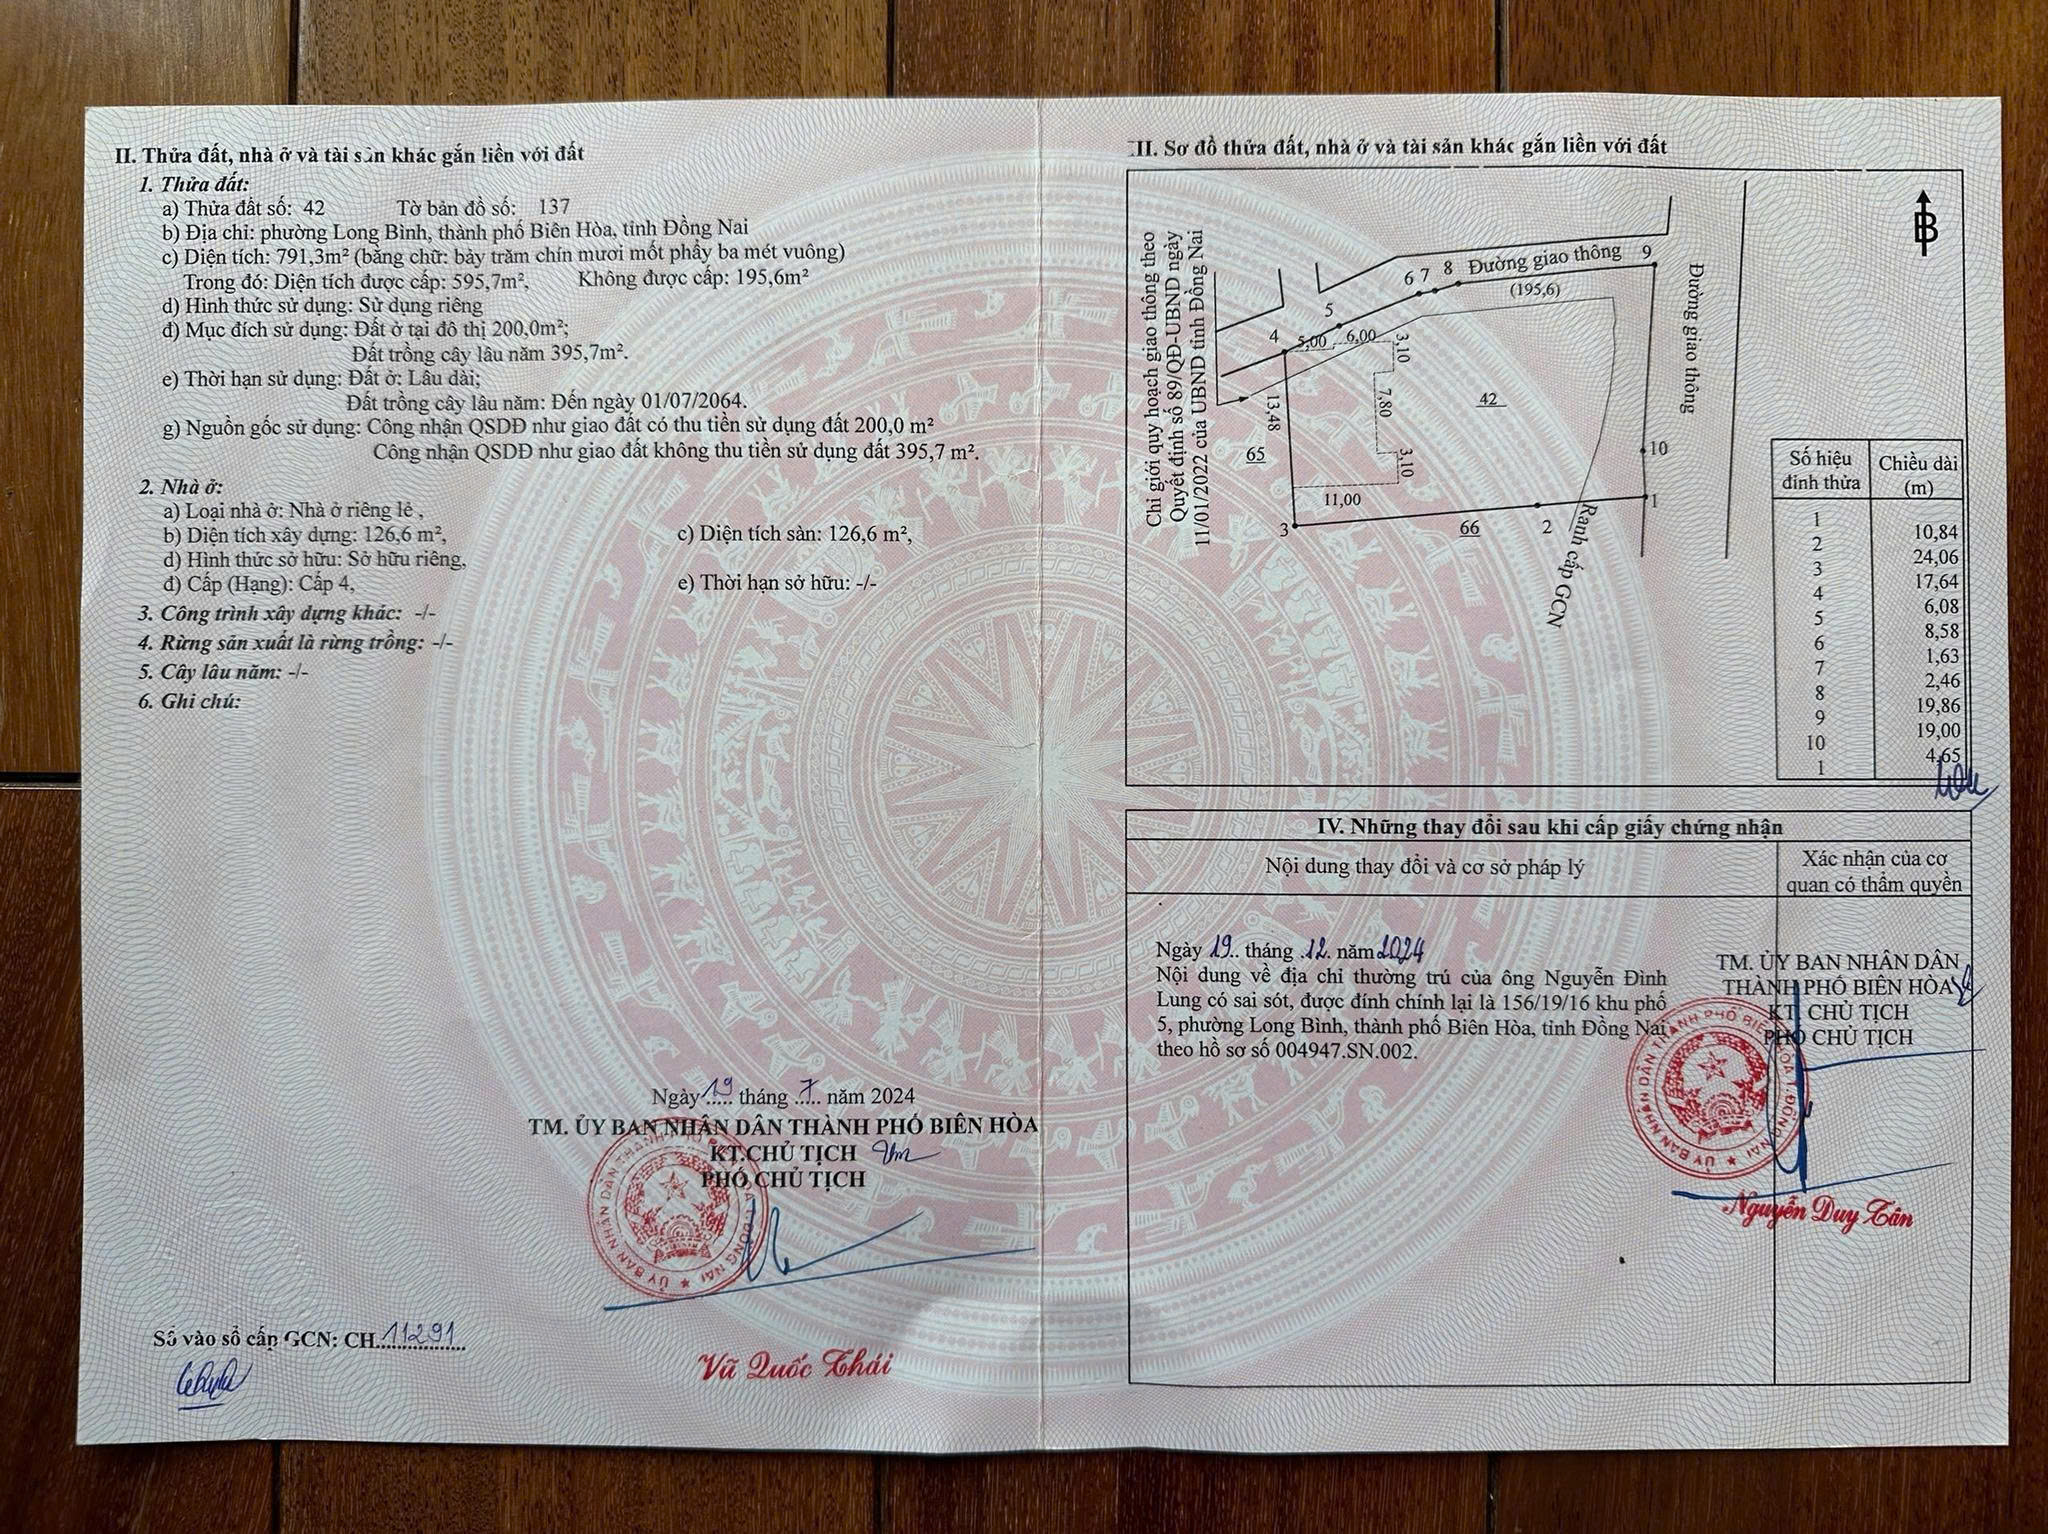 II. Thửa đất, nhà ở và tài sản khác gắn liền với đất
1. Thửa đất:
a) Thửa đất số: 42 Tờ bản đồ số: 137
b) Địa chỉ: phường Long Bình, thành phố Biên Hòa, tỉnh Đồng Nai
c) Diện tích: 791,3m² (bằng chữ: bảy trăm chín mươi mốt phẩy ba mét vuông)
Trong đó: Diện tích được cấp: 595,7m², Không được cấp: 195,6m²
d) Hình thức sử dụng: Sử dụng riêng
đ) Mục đích sử dụng: Đất ở tại đô thị 200,0m²;
Đất trồng cây lâu năm 395,7m².
e) Thời hạn sử dụng: Đất ở: Lâu dài;
Đất trồng cây lâu năm: Đến ngày 01/07/2064.
g) Nguồn gốc sử dụng: Công nhận QSDĐ như giao đất có thu tiền sử dụng đất 200,0 m²
Công nhận QSDĐ như giao đất không thu tiền sử dụng đất 395,7 m².
2. Nhà ở:
a) Loại nhà ở: Nhà ở riêng lẻ ,
b) Diện tích xây dựng: 126,6 m², c) Diện tích sàn: 126,6 m²,
d) Hình thức sở hữu: Sở hữu riêng,
đ) Cấp (Hạng): Cấp 4, e) Thời hạn sở hữu: -/-
3. Công trình xây dựng khác: -/-
4. Rừng sản xuất là rừng trồng: -/-
5. Cây lâu năm: -/-
6. Ghi chú:
Ngày 19 tháng 7 năm 2024
TM. ỦY BAN NHÂN DÂN THÀNH PHỐ BIÊN HÒA
KT.CHỦ TỊCH
PHÓ CHỦ TỊCH
Vũ Quốc Thái
Số vào sổ cấp GCN: CH 11291
III. Sơ đồ thửa đất, nhà ở và tài sản khác gắn liền với đất
Chỉ giới quy hoạch giao thông theo
Quyết định số 89/QĐ-UBND ngày
11/01/2022 của UBND tỉnh Đồng Nai
B
6 7 8 Đường giao thông 9
(195,6)
Đường giao thông
5
4 5,00 6,00 3,10
13,48
7,80
42
65
3,10
10
11,00
3 66 2 1
Ranh cấp GCN
Số hiệu đỉnh thửa Chiều dài (m)
1
10,84
2
24,06
3
17,64
4
6,08
5
8,58
6
1,63
7
2,46
8
19,86
9
19,00
10
4,65
1
IV. Những thay đổi sau khi cấp giấy chứng nhận
Nội dung thay đổi và cơ sở pháp lý
Xác nhận của cơ
quan có thẩm quyền
Ngày 19.. tháng .12. năm 2024
Nội dung về địa chỉ thường trú của ông Nguyễn Đình
Lung có sai sót, được đính chính lại là 156/19/16 khu phố
5, phường Long Bình, thành phố Biên Hòa, tỉnh Đồng Nai
theo hồ sơ số 004947.SN.002.
TM. ỦY BAN NHÂN DÂN
THÀNH PHỐ BIÊN HÒA
KT. CHỦ TỊCH
PHÓ CHỦ TỊCH
Nguyễn Duy Tân